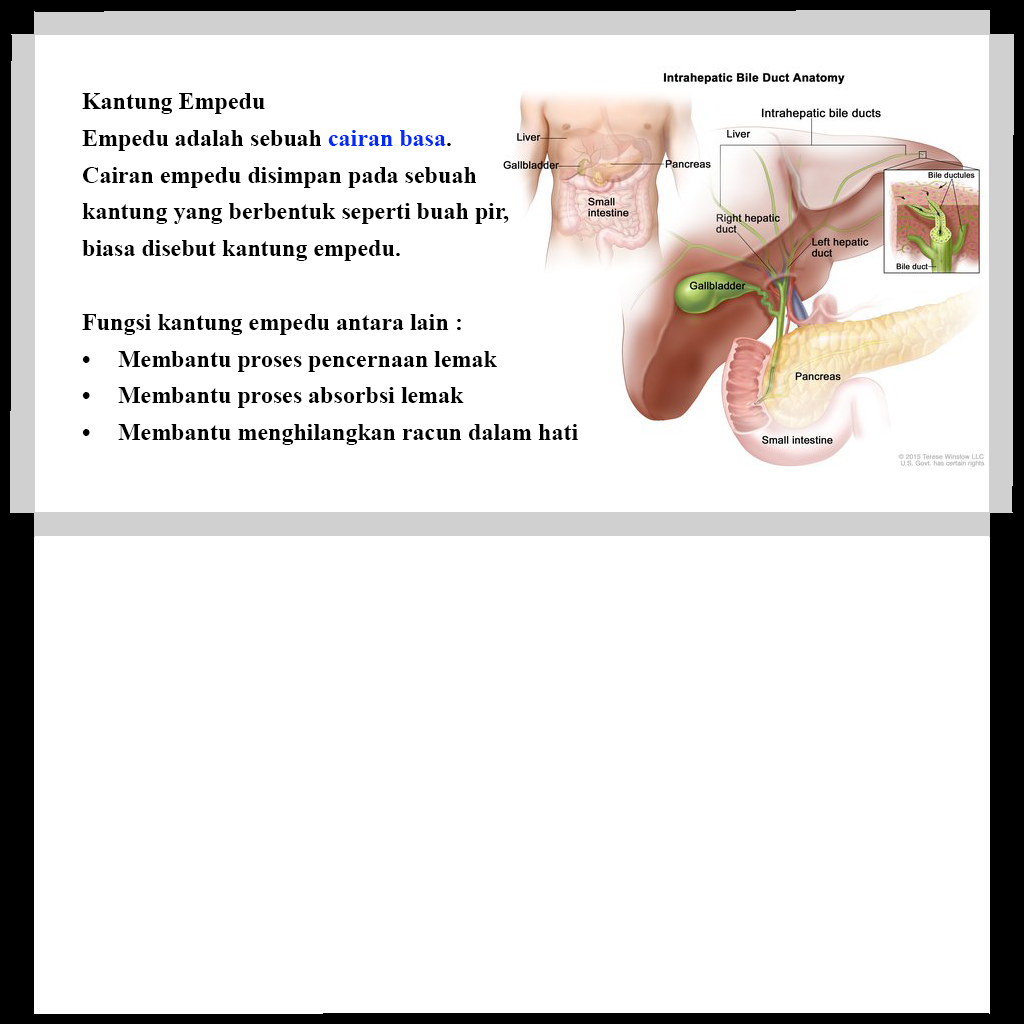 Kantung Empedu
Empedu adalah sebuah cairan basa.
Cairan empedu disimpan pada sebuah
kantung yang berbentuk seperti buah pir,
biasa disebut kantung empedu.
Fungsi kantung empedu antara lain :
• Membantu proses pencernaan lemak
• Membantu proses absorbsi lemak
• Membantu menghilangkan racun dalam hati
Intrahepatic Bile Duct Anatomy
Liver
Gallbladder
Pancreas
Small
intestine
Intrahepatic bile ducts
Liver
Bile ductules
Bile duct
Right hepatic
duct
Left hepatic
duct
Gallbladder
Pancreas
Small intestine
© 2015 Terese Winslow LLC
U.S. Govt. has certain rights